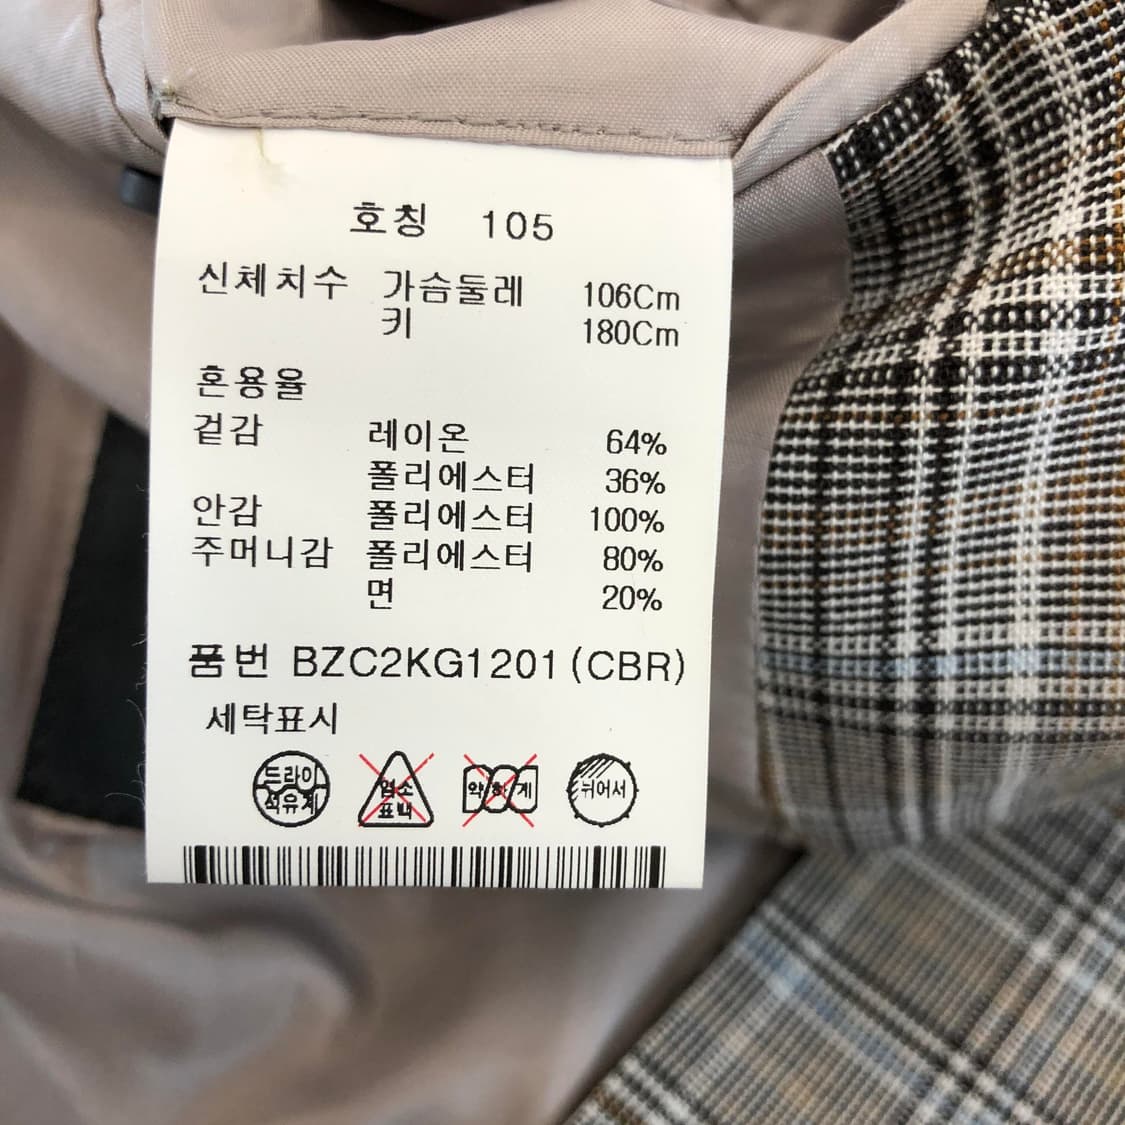 호칭 105
신체치수 가슴둘레 106Cm
키 180Cm
혼용율
겉감 레이온 64%
폴리에스터 36%
안감 폴리에스터 100%
주머니감 폴리에스터 80%
면 20%
품번 BZC2KG1201(CBR)
세탁표시
드라이 염소 약하게 뉘어서
석유계 표백